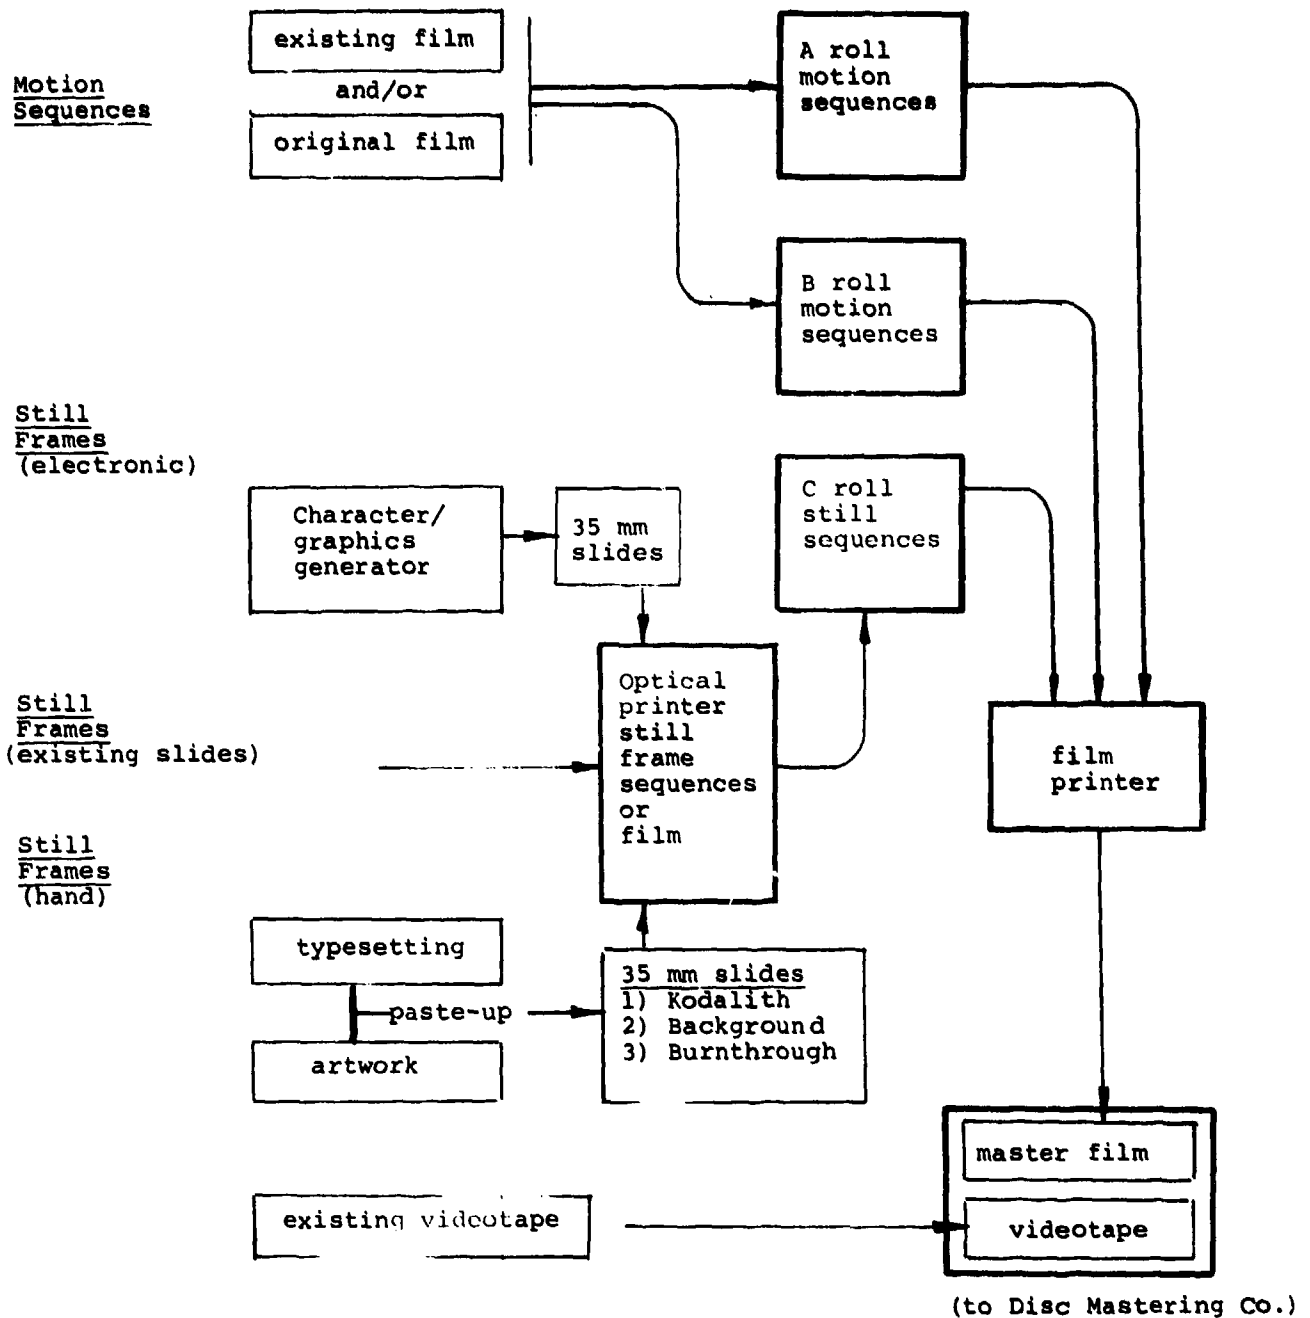 existing film
and/or
original film
Motion
Sequences
A roll
motion
sequences
B roll
motion
sequences
Still
Frames
(electronic)
Character/
graphics
generator
35 mm
slides
C roll
still
sequences
Still
Frames
(existing slides)
Optical
printer
still
frame
sequences
or
film
film
printer
Still
Frames
(hand)
typesetting
paste-up
artwork
35 mm slides
1) Kodalith
2) Background
3) Burnthrough
master film
existing videotape
videotape
(to Disc Mastering Co.)